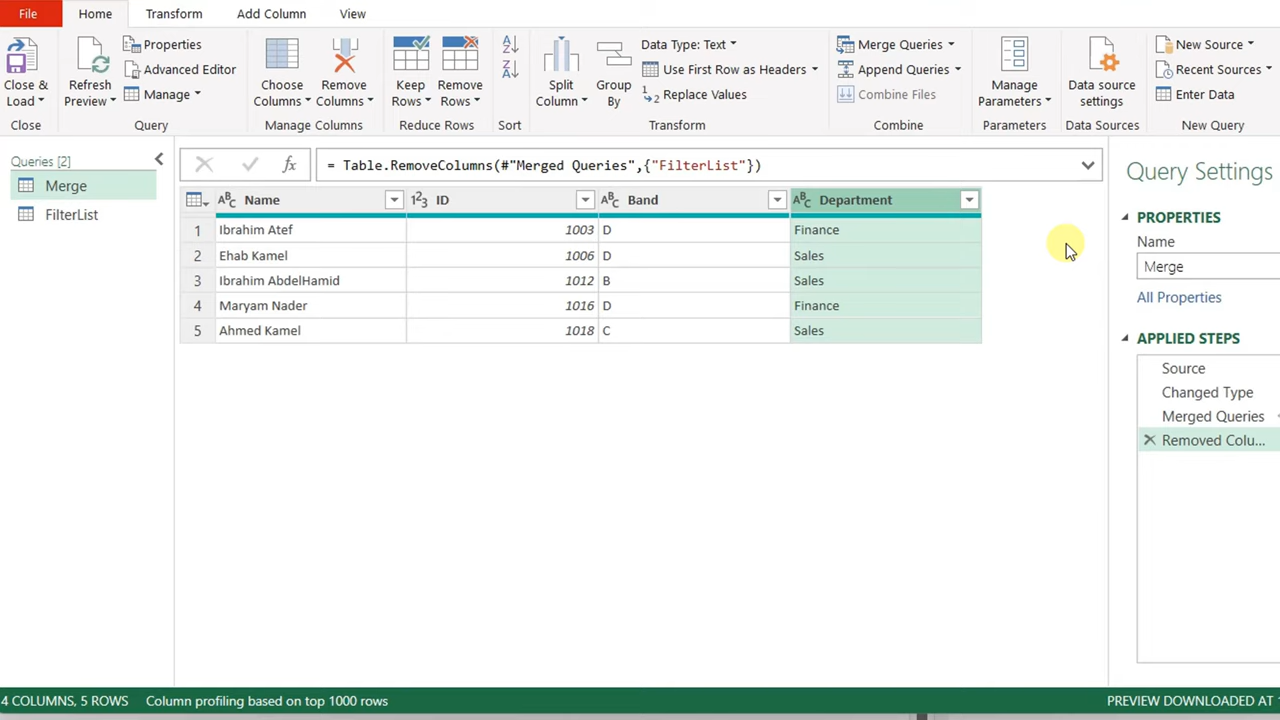 File Home Transform Add Column View
Close & Load
Close
Refresh Preview
Properties
Advanced Editor
Manage
Query
Choose Columns
Remove Columns
Manage Columns
Keep Rows
Remove Rows
Reduce Rows
A Z
Z A
Sort
Split Column
Group By
Data Type: Text
Use First Row as Headers
1 2 Replace Values
Transform
Merge Queries
Append Queries
Combine Files
Combine
Manage Parameters
Parameters
Data source settings
Data Sources
New Source
Recent Sources
Enter Data
New Query
Queries [2]
Merge
FilterList
fx = Table.RemoveColumns(#"Merged Queries",{"FilterList"})
ABC Name 123 ID ABC Band ABC Department
1 Ibrahim Atef 1003 D Finance
2 Ehab Kamel 1006 D Sales
3 Ibrahim AbdelHamid 1012 B Sales
4 Maryam Nader 1016 D Finance
5 Ahmed Kamel 1018 C Sales
Query Settings
PROPERTIES
Name
Merge
All Properties
APPLIED STEPS
Source
Changed Type
Merged Queries
Removed Colu...
4 COLUMNS, 5 ROWS Column profiling based on top 1000 rows PREVIEW DOWNLOADED AT